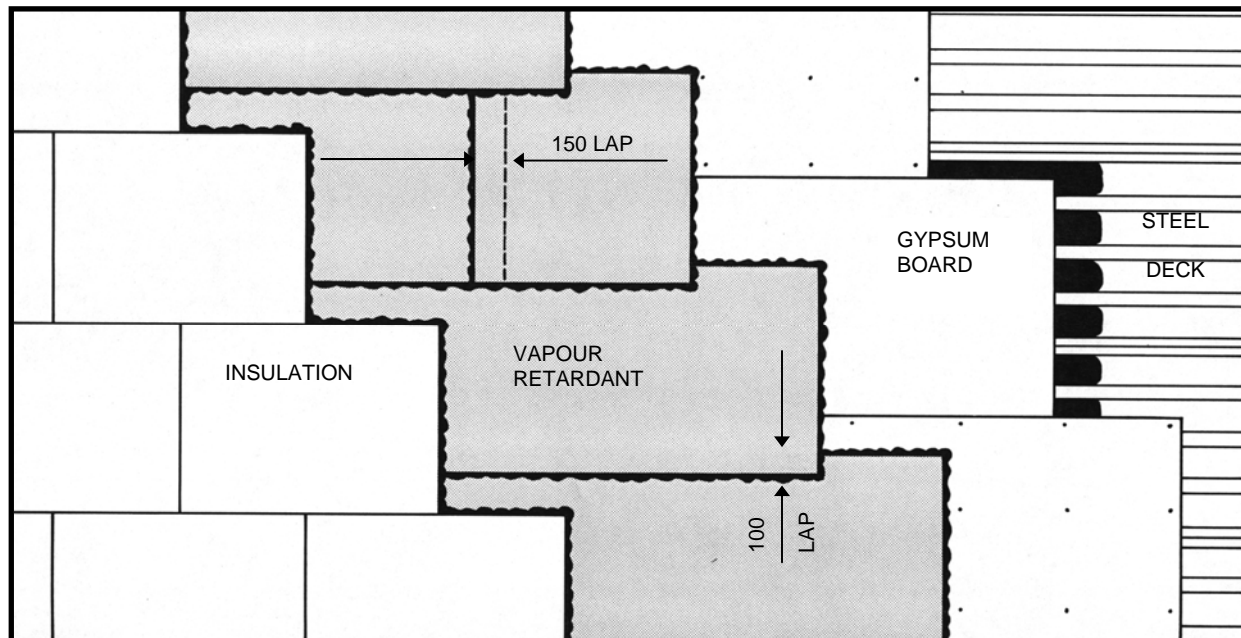 150 LAP
GYPSUM
BOARD
STEEL
DECK
INSULATION
VAPOUR
RETARDANT
100
LAP